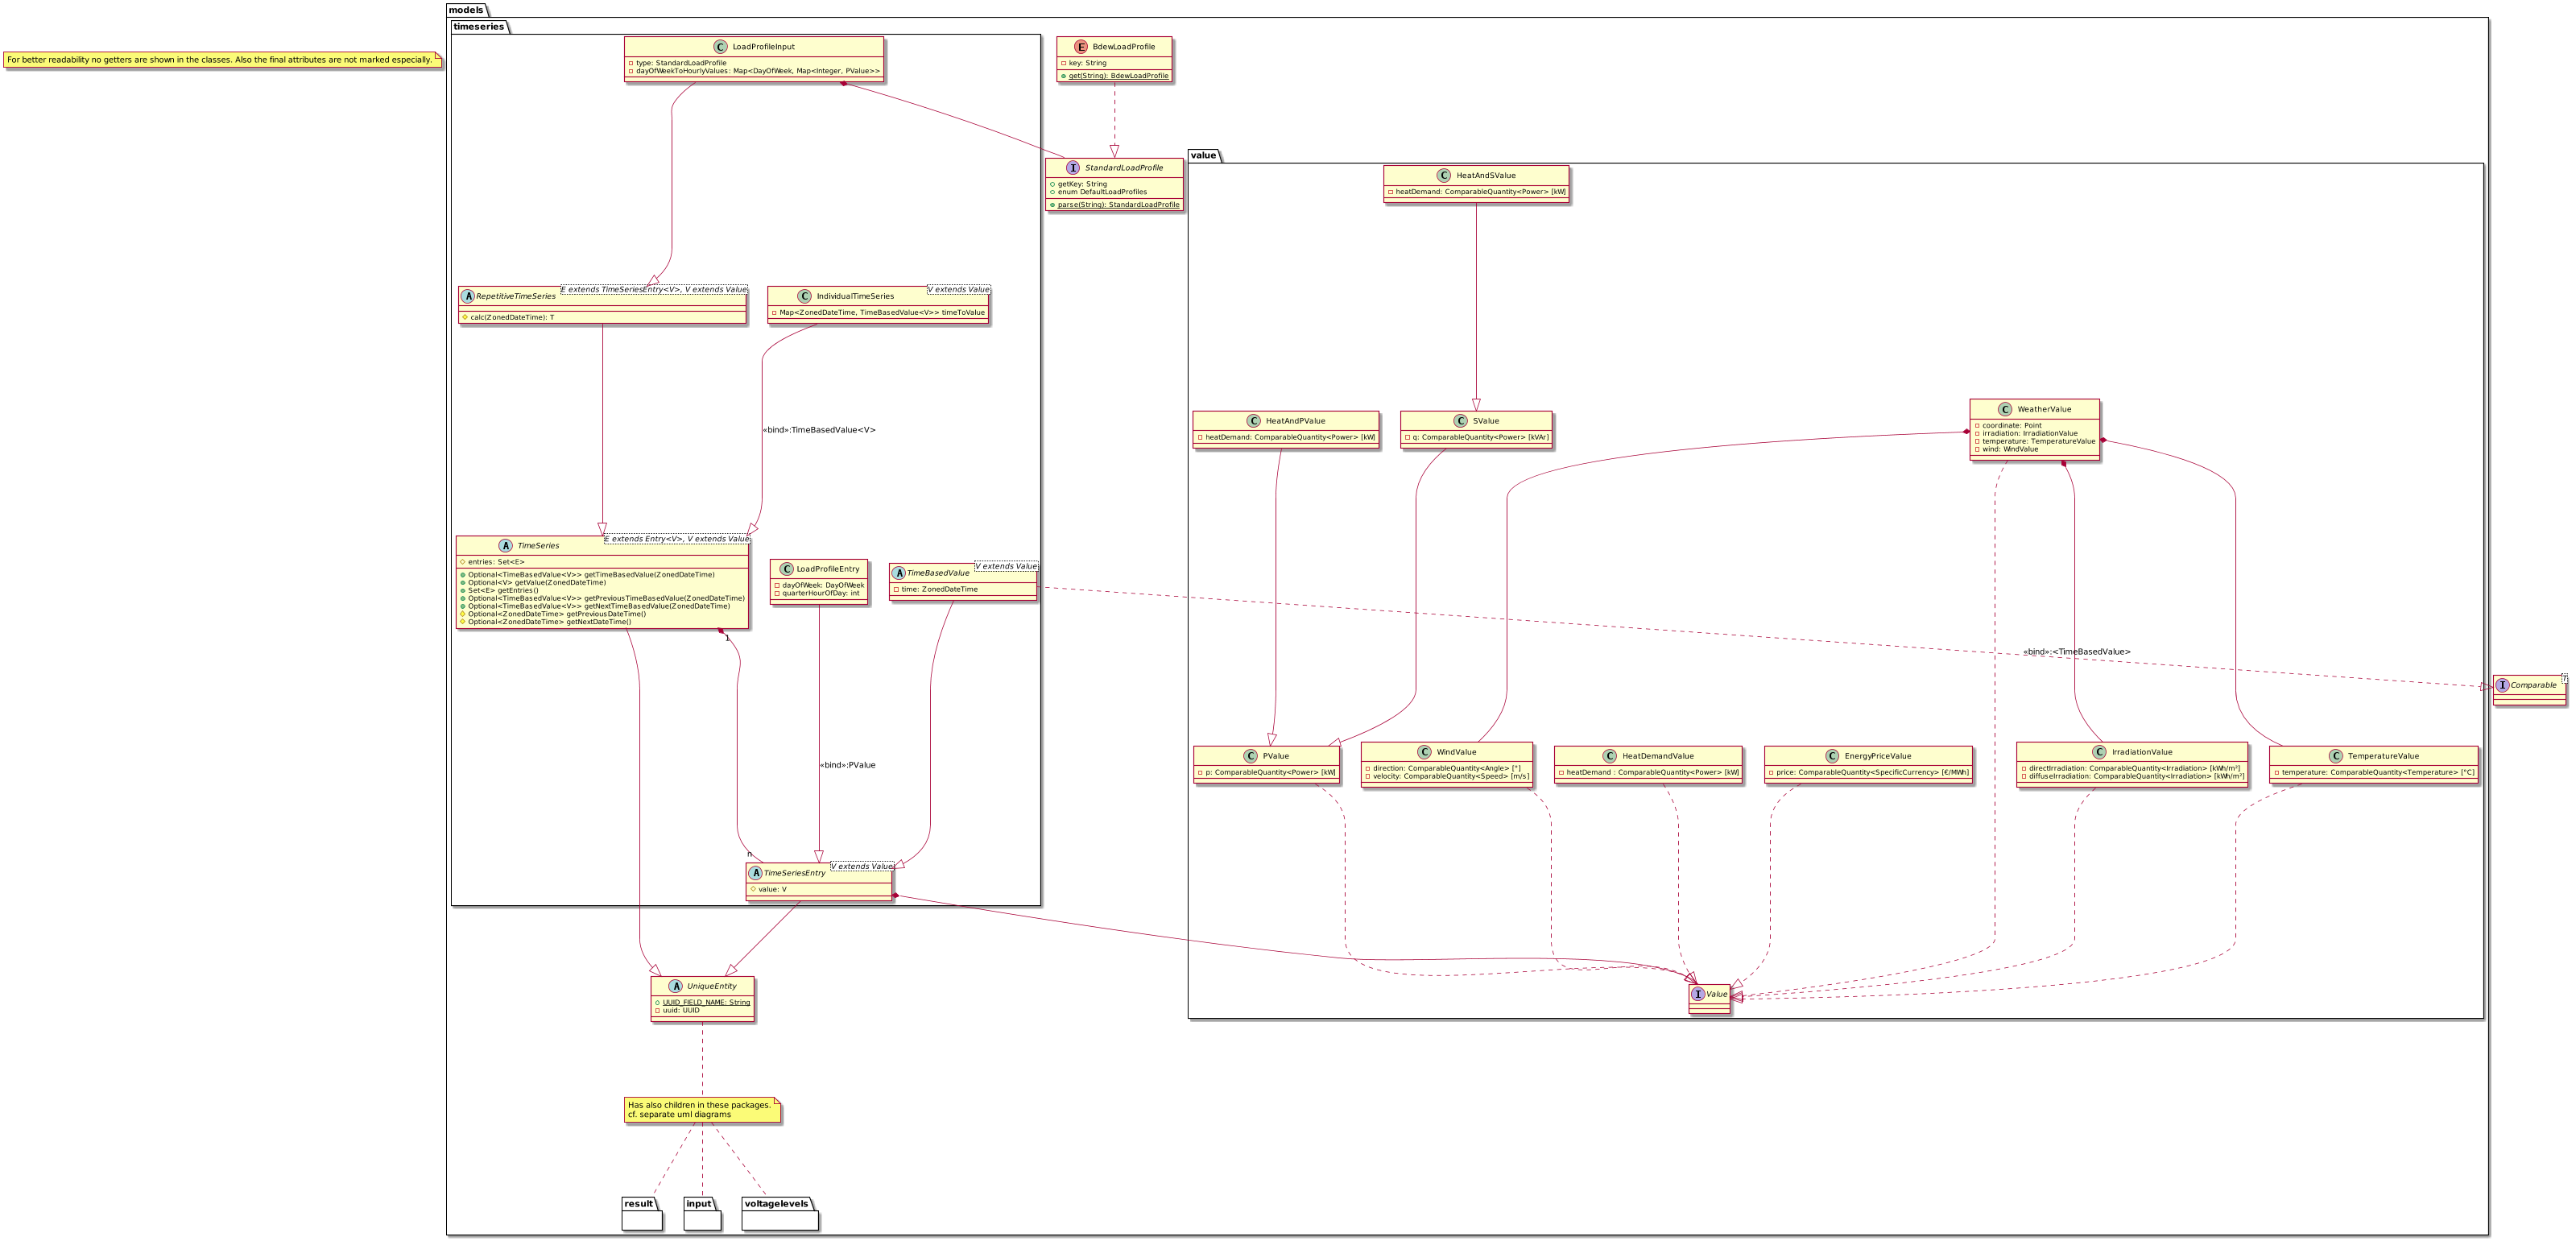 models
timeseries
For better readability no getters are shown in the classes. Also the final attributes are not marked especially.
C LoadProfileInput
type: StandardLoadProfile
dayOfWeekToHourlyValues: Map<DayOfWeek, Map<Integer, PValue>>
E BdewLoadProfile
key: String
get(String): BdewLoadProfile
I StandardLoadProfile
getKey: String
enum DefaultLoadProfiles
parse(String): StandardLoadProfile
value
C HeatAndSValue
heatDemand: ComparableQuantity<Power> [kW]
A RepetitiveTimeSeries
E extends TimeSeriesEntry<V>, V extends Value
calc(ZonedDateTime): T
C IndividualTimeSeries
V extends Value
Map<ZonedDateTime, TimeBasedValue<V>> timeToValue
«bind»:TimeBasedValue<V>
C HeatAndPValue
heatDemand: ComparableQuantity<Power> [kW]
C SValue
q: ComparableQuantity<Power> [kVAr]
C WeatherValue
coordinate: Point
irradiation: IrradiationValue
temperature: TemperatureValue
wind: WindValue
A TimeSeries
E extends Entry<V>, V extends Value
entries: Set<E>
Optional<TimeBasedValue<V>> getTimeBasedValue(ZonedDateTime)
Optional<V> getValue(ZonedDateTime)
Set<E> getEntries()
Optional<TimeBasedValue<V>> getPreviousTimeBasedValue(ZonedDateTime)
Optional<TimeBasedValue<V>> getNextTimeBasedValue(ZonedDateTime)
Optional<ZonedDateTime> getPreviousDateTime()
Optional<ZonedDateTime> getNextDateTime()
C LoadProfileEntry
dayOfWeek: DayOfWeek
quarterHourOfDay: int
A TimeBasedValue
V extends Value
time: ZonedDateTime
1
«bind»:<TimeBasedValue>
I Comparable
T
«bind»:PValue
C PValue
p: ComparableQuantity<Power> [kW]
C WindValue
direction: ComparableQuantity<Angle> [°]
velocity: ComparableQuantity<Speed> [m/s]
C HeatDemandValue
heatDemand : ComparableQuantity<Power> [kW]
C EnergyPriceValue
price: ComparableQuantity<SpecificCurrency> [€/MWh]
C IrradiationValue
directIrradiation: ComparableQuantity<Irradiation> [kWh/m²]
diffuseIrradiation: ComparableQuantity<Irradiation> [kWh/m²]
C TemperatureValue
temperature: ComparableQuantity<Temperature> [°C]
n
A TimeSeriesEntry
V extends Value
value: V
A UniqueEntity
UUID_FIELD_NAME: String
uuid: UUID
I Value
Has also children in these packages.
cf. separate uml diagrams
result
input
voltagelevels